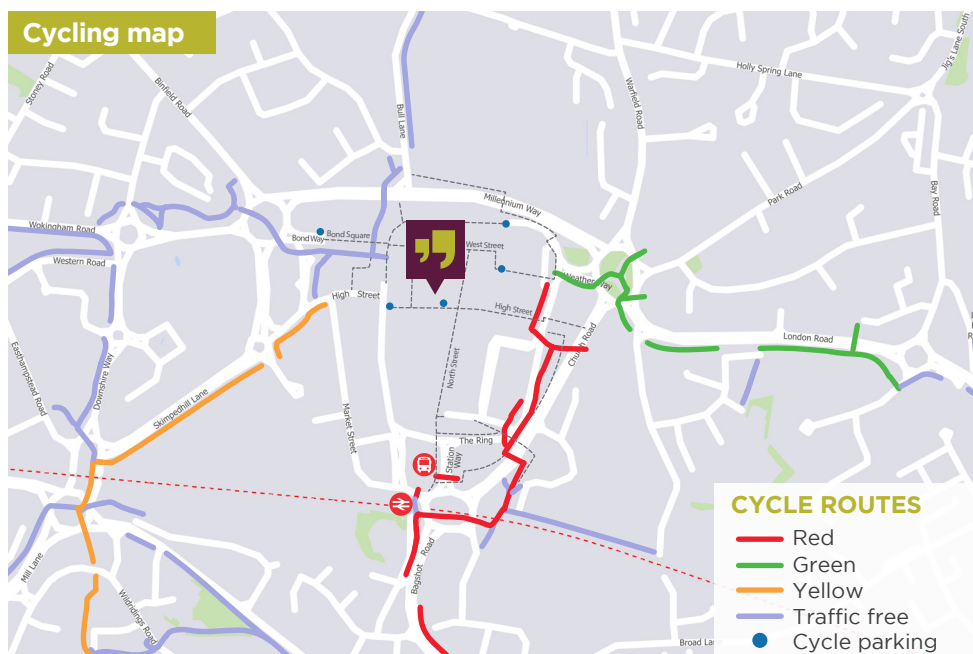 Cycling map
Stoney Road
Binfield Road
Bull Lane
Warfield Road
Holly Spring Lane
Jig's Lane South
Park Road
Bay Road
Millennium Way
Wokingham Road
Bond Way
Bond Square
West Street
Western Road
High Street
High Street
London Road
Church Road
Easthampstead Road
Downshire Way
Skimpedhill Lane
North Street
Market Street
The Ring
Station Way
Mill Lane
Wildridings Road
Bagshot Road
Broad Lane
CYCLE ROUTES
Red
Green
Yellow
Traffic free
Cycle parking